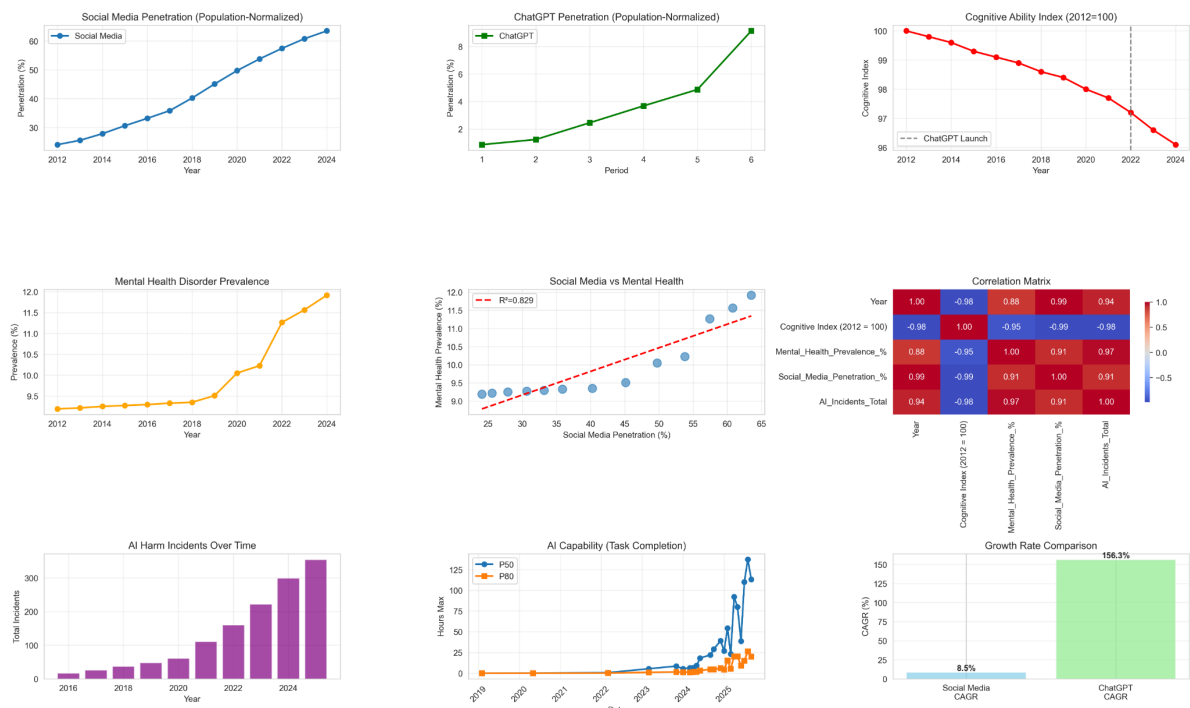 Social Media Penetration (Population-Normalized)
Social Media
Penetration (%)
60
50
40
30
2012 2014 2016 2018 2020 2022 2024
Year
ChatGPT Penetration (Population-Normalized)
ChatGPT
Penetration (%)
8
6
4
2
1 2 3 4 5 6
Period
Cognitive Ability Index (2012=100)
Cognitive Index
100
99
98
97
96
ChatGPT Launch
2012 2014 2016 2018 2020 2022 2024
Year
Mental Health Disorder Prevalence
Prevalence (%)
12.0
11.5
11.0
10.5
10.0
9.5
2012 2014 2016 2018 2020 2022 2024
Year
Social Media vs Mental Health
R²=0.829
Mental Health Prevalence (%)
12.0
11.5
11.0
10.5
10.0
9.5
9.0
25 30 35 40 45 50 55 60 65
Social Media Penetration (%)
Correlation Matrix
Year 1.00 -0.98 0.88 0.99 0.94
Cognitive Index (2012 = 100) -0.98 1.00 -0.95 -0.99 -0.98
Mental_Health_Prevalence_% 0.88 -0.95 1.00 0.91 0.97
Social_Media_Penetration_% 0.99 -0.99 0.91 1.00 0.91
AI_Incidents_Total 0.94 -0.98 0.97 0.91 1.00
Year
Cognitive Index (2012 = 100)
Mental_Health_Prevalence_%
Social_Media_Penetration_%
AI_Incidents_Total
1.0
0.5
0.0
−0.5
AI Harm Incidents Over Time
Total Incidents
300
200
100
0
2016 2018 2020 2022 2024
Year
AI Capability (Task Completion)
P50
P80
Hours Max
125
100
75
50
25
0
2019 2020 2021 2022 2023 2024 2025
Growth Rate Comparison
CAGR (%)
150
125
100
75
50
25
0
8.5%
156.3%
Social Media
CAGR
ChatGPT
CAGR